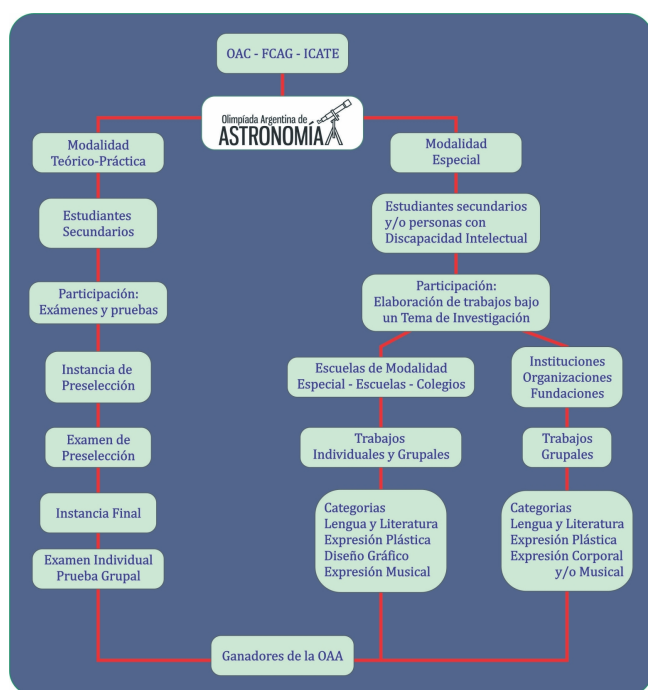 OAC - FCAG - ICATE
Olimpíada Argentina de
ASTRONOMÍA
Modalidad
Teórico-Práctica
Estudiantes
Secundarios
Participación:
Exámenes y pruebas
Instancia de
Preselección
Examen de
Preselección
Instancia Final
Examen Individual
Prueba Grupal
Modalidad
Especial
Estudiantes secundarios
y/o personas con
Discapacidad Intelectual
Participación:
Elaboración de trabajos bajo
un Tema de Investigación
Escuelas de Modalidad
Especial - Escuelas - Colegios
Trabajos
Individuales y Grupales
Categorias
Lengua y Literatura
Expresión Plástica
Diseño Gráfico
Expresión Musical
Instituciones
Organizaciones
Fundaciones
Trabajos
Grupales
Categorias
Lengua y Literatura
Expresión Plástica
Expresión Corporal
y/o Musical
Ganadores de la OAA